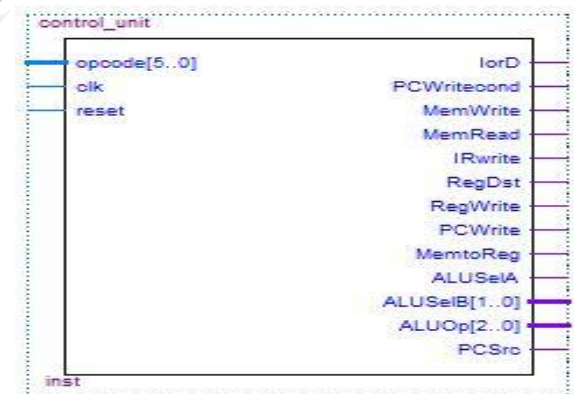 control_unit
opcode[5..0]
clk
reset
IorD
PCWritecond
MemWrite
MemRead
IRwrite
RegDst
RegWrite
PCWrite
MemtoReg
ALUSelA
ALUSelB[1..0]
ALUOp[2..0]
PCSrc
inst